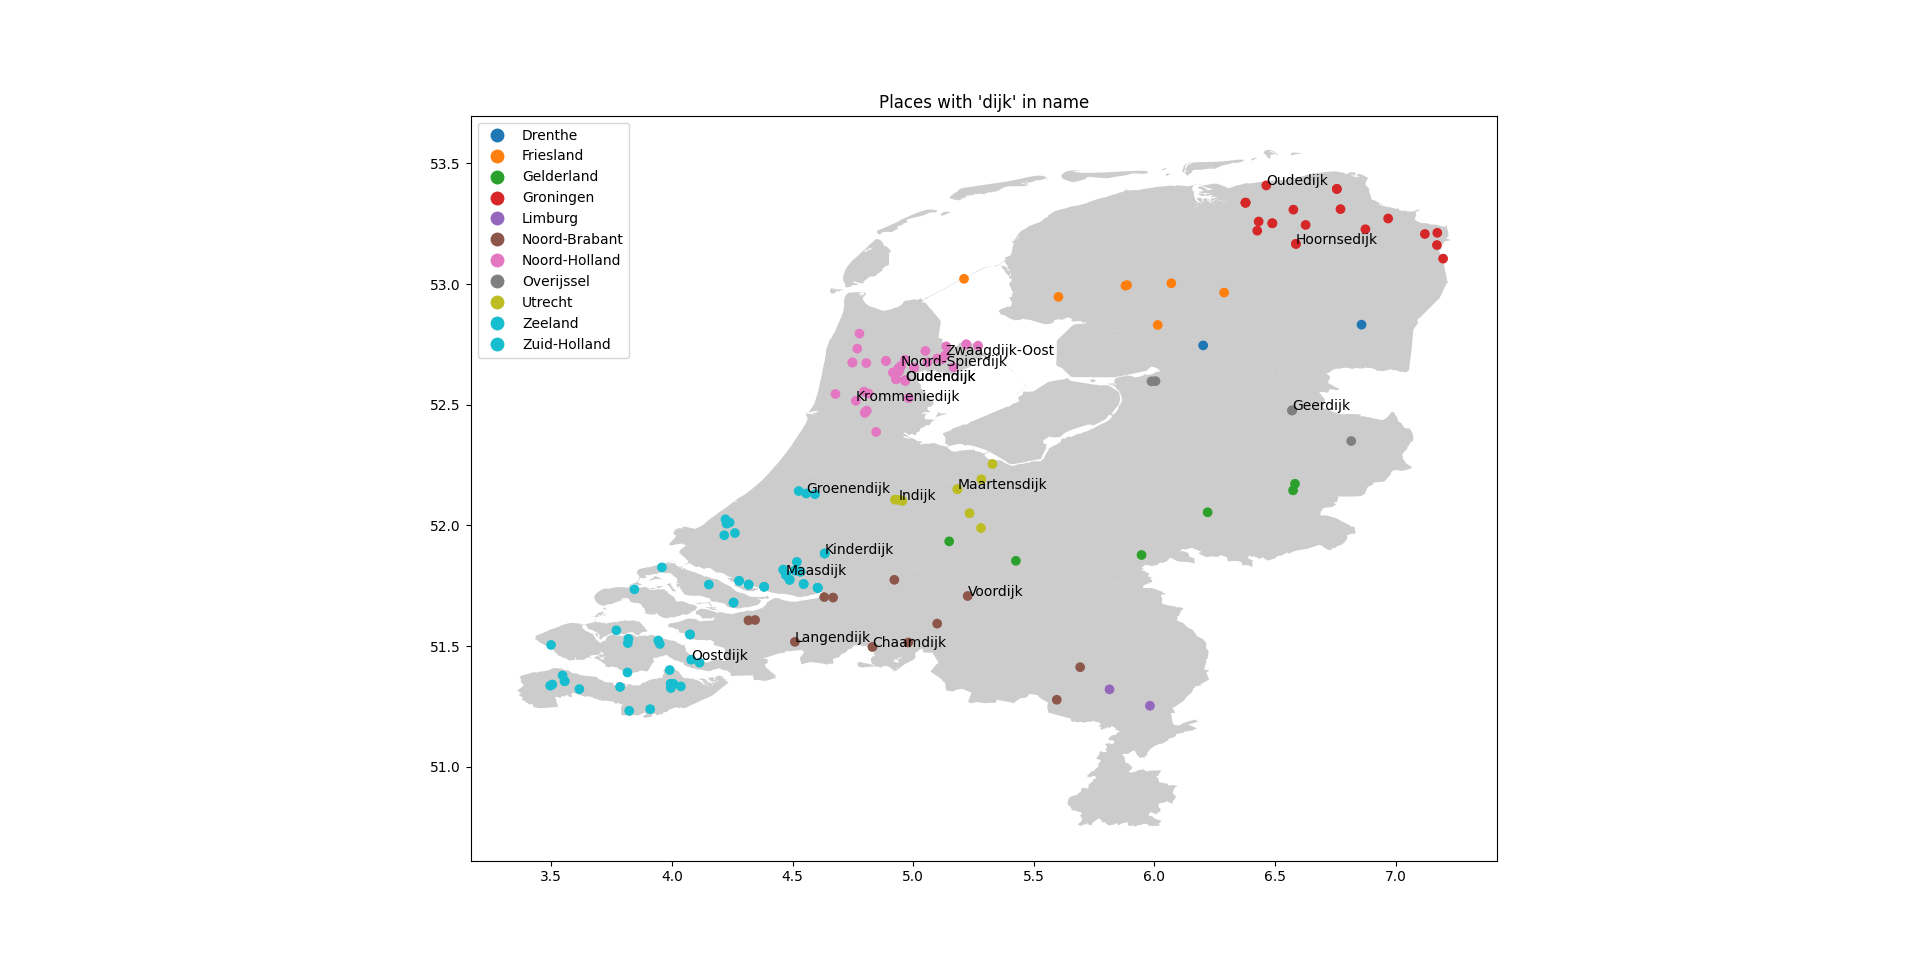 Places with 'dijk' in name
Drenthe
Friesland
Gelderland
Groningen
Limburg
Noord-Brabant
Noord-Holland
Overijssel
Utrecht
Zeeland
Zuid-Holland
53.5
53.0
52.5
52.0
51.5
51.0
Oudedijk
Hoornsedijk
Zwaagdijk-Oost
Noord-Spierdijk
Oudendijk
Krommeniedijk
Geerdijk
Groenendijk
Indijk
Maartensdijk
Kinderdijk
Maasdijk
Voordijk
Langendijk
Chaamdijk
Oostdijk
3.5 4.0 4.5 5.0 5.5 6.0 6.5 7.0